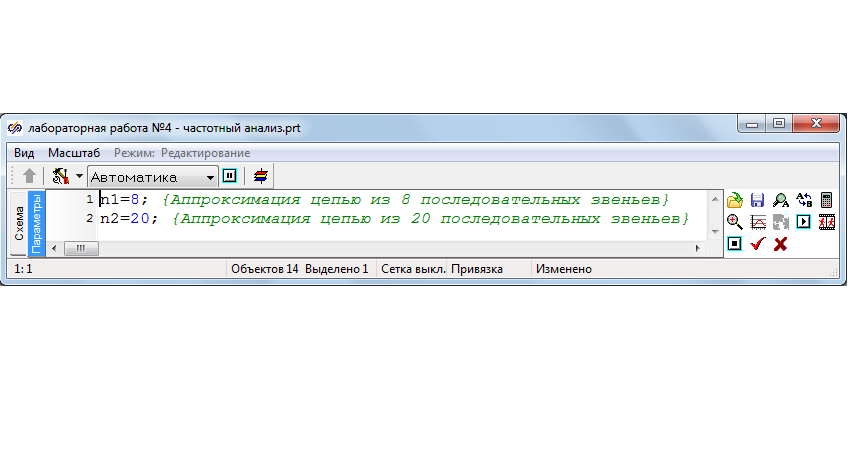 лабораторная работа №4 - частотный анализ.prt
Вид Масштаб Режим: Редактирование
Автоматика
1 n1=8; {Аппроксимация цепью из 8 последовательных звеньев}
2 n2=20; {Аппроксимация цепью из 20 последовательных звеньев}
Схема
Параметры
1: 1 Объектов 14 Выделено 1 Сетка выкл. Привязка Изменено